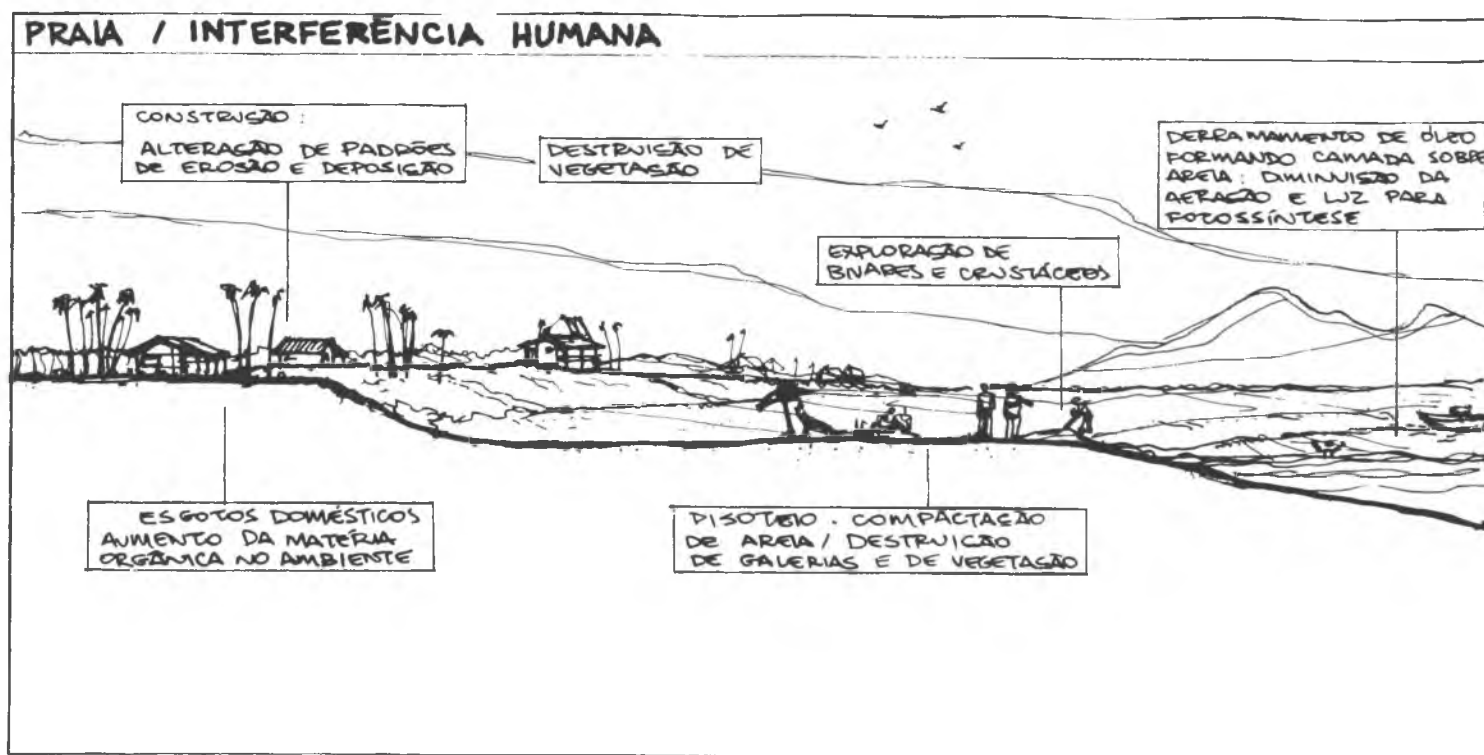 PRAIA / INTERFERÊNCIA HUMANA
CONSTRUSÃO:
ALTERAÇÃO DE PADRÕES
DE EROSÃO E DEPOSIÇÃO
DESTRUIÇÃO DE
VEGETAÇÃO
DERRAMAMENTO DE ÓLEO
FORMANDO CAMADA SOBRE
AREIA: DIMINUIÇÃO DA
AERAÇÃO E LUZ PARA
FOTOSSÍNTESE
EXPLORAÇÃO DE
BIVAPES E CRUSTÁCEOS
ESGOTOS DOMÉSTICOS
AUMENTO DA MATÉRIA
ORGÂNICA NO AMBIENTE
PISOTEIO. COMPACTAÇÃO
DE AREIA / DESTRUIÇÃO
DE GALERIAS E DE VEGETAÇÃO